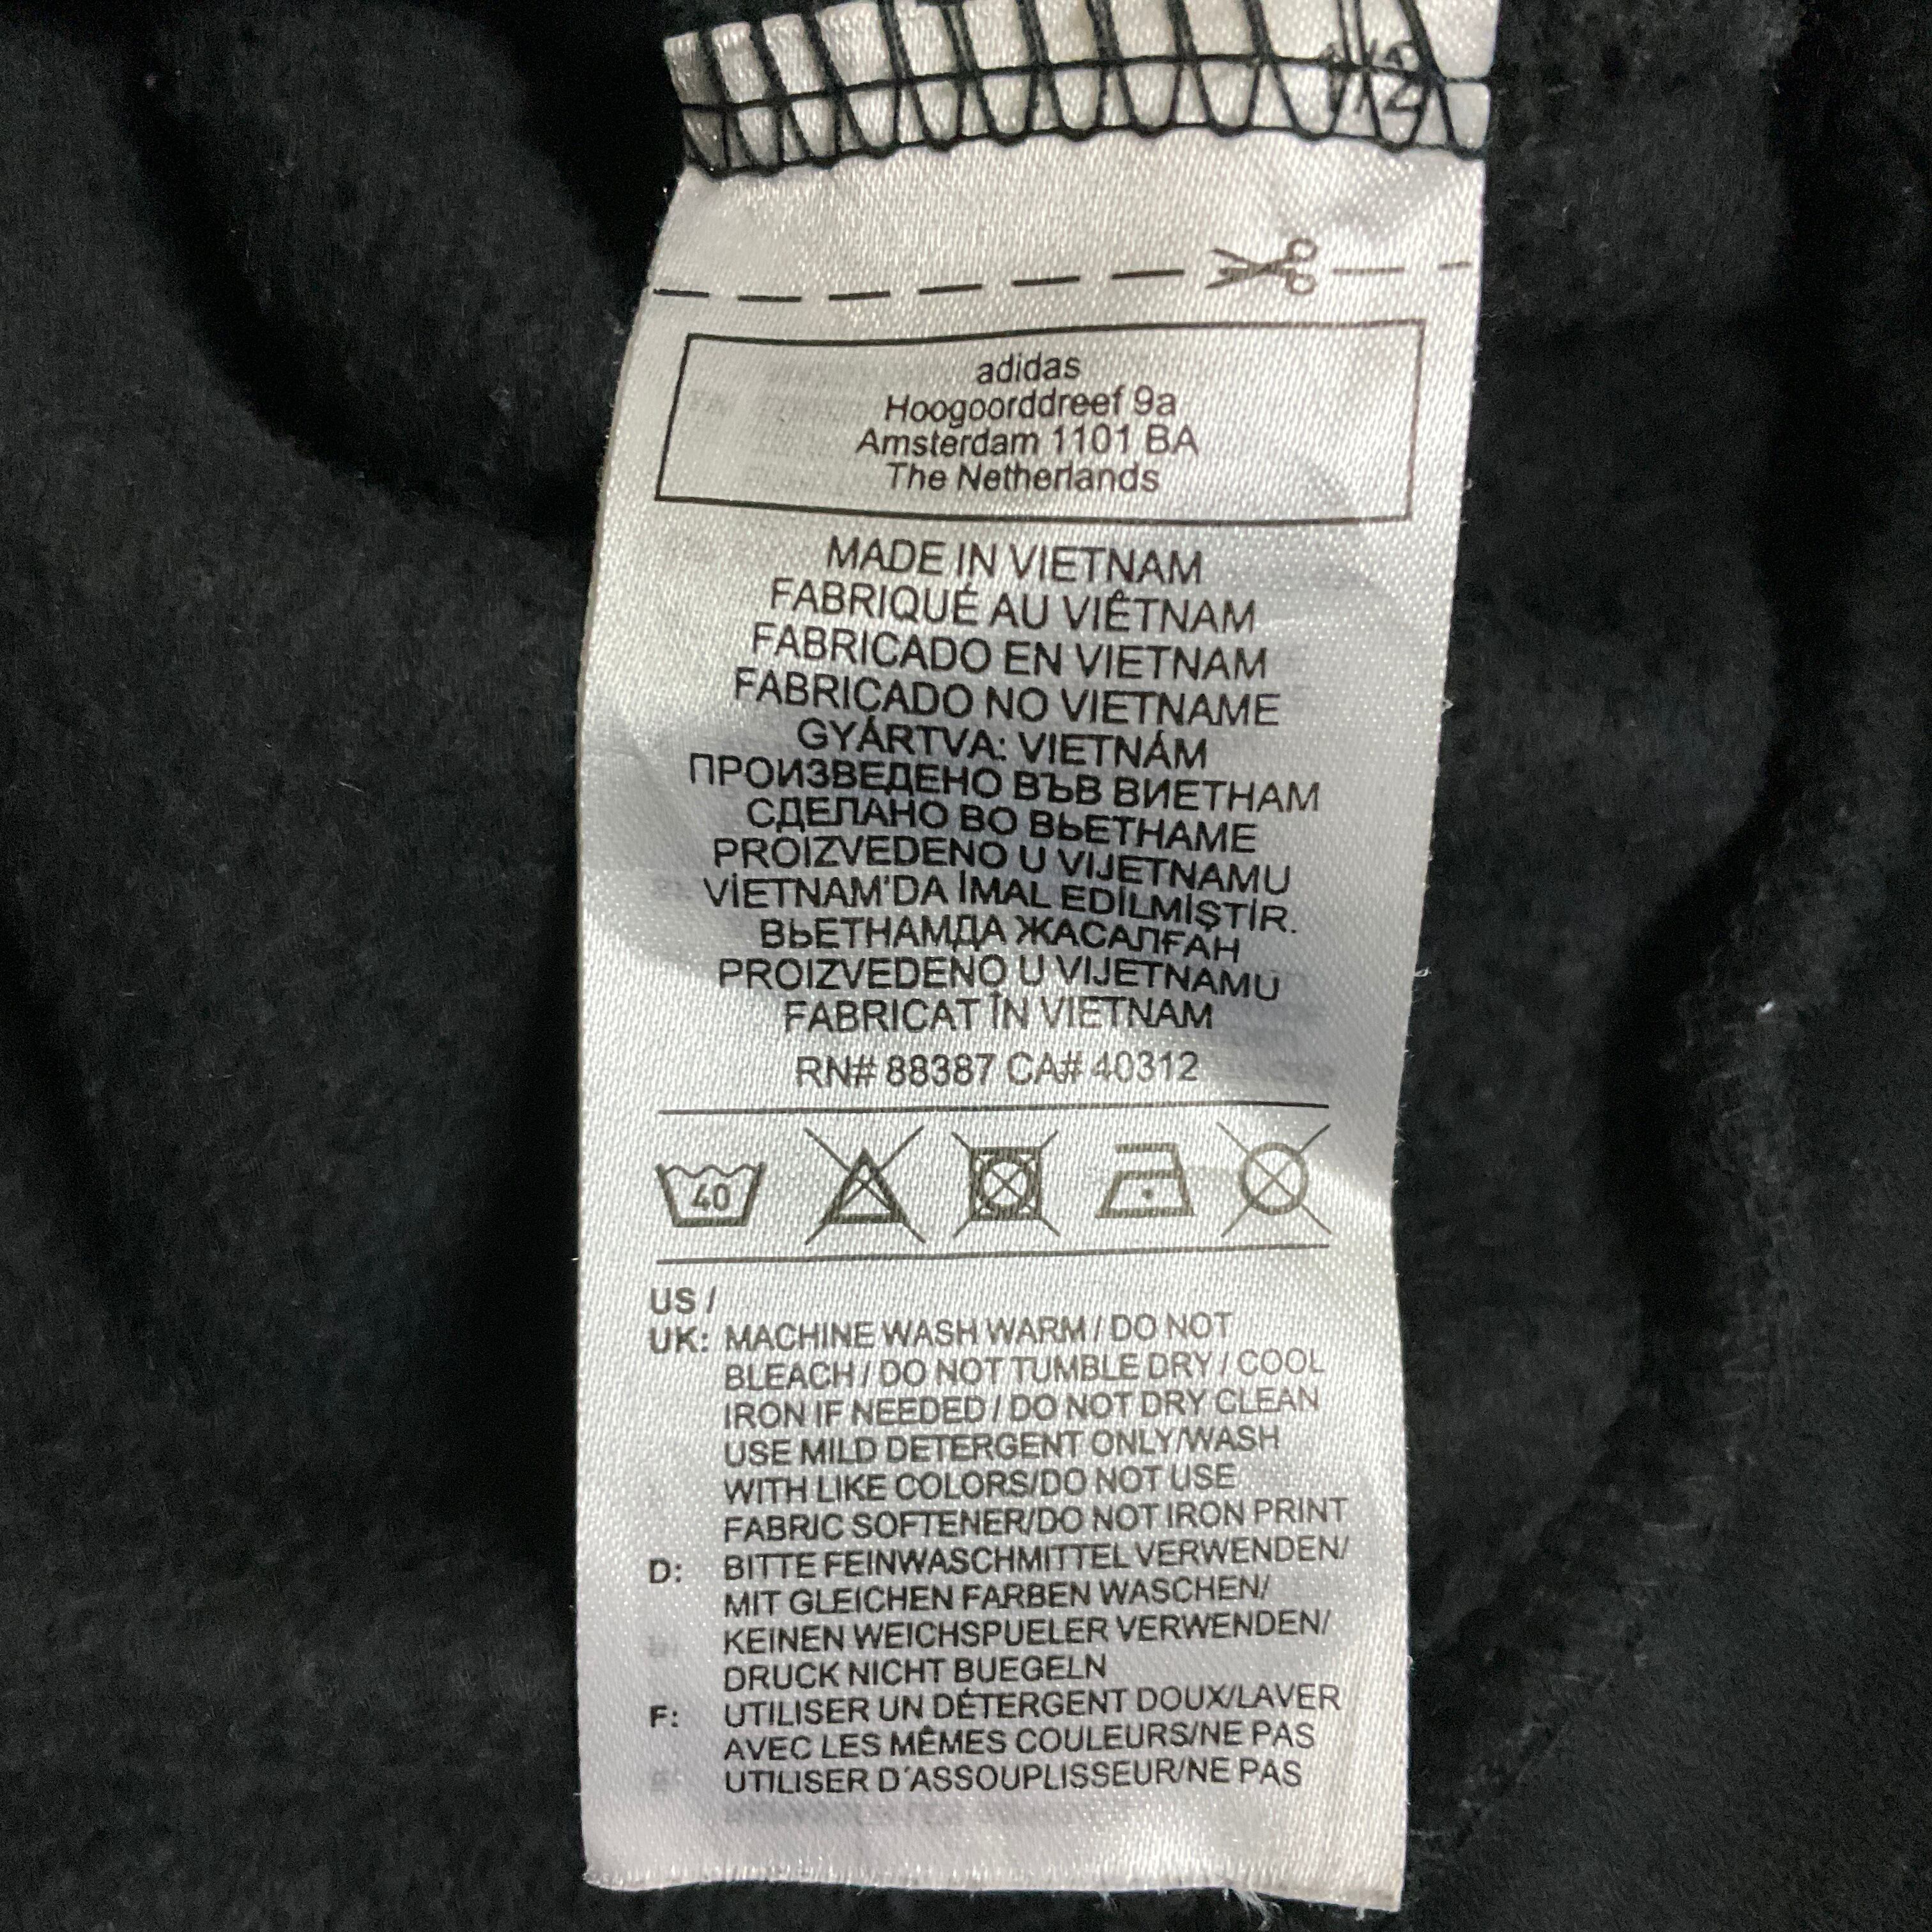 1/2
adidas
Hoogoorddreef 9a
Amsterdam 1101 BA
The Netherlands
MADE IN VIETNAM
FABRIQUÉ AU VIÊTNAM
FABRICADO EN VIETNAM
FABRICADO NO VIETNAME
GYÁRTVA: VIETNÁM
ПРОИЗВЕДЕНО ВЪВ ВИЕТНАМ
СДЕЛАНО ВО ВЬЕТНАМЕ
PROIZVEDENO U VIJETNAMU
VİETNAM'DA İMAL EDİLMİŞTİR.
ВЬЕТНАМДА ЖАСАЛҒАН
PROIZVEDENO U VIJETNAMU
FABRICAT ÎN VIETNAM
RN# 88387 CA# 40312
40
US /
UK: MACHINE WASH WARM / DO NOT
BLEACH / DO NOT TUMBLE DRY / COOL
IRON IF NEEDED / DO NOT DRY CLEAN
USE MILD DETERGENT ONLY/WASH
WITH LIKE COLORS/DO NOT USE
FABRIC SOFTENER/DO NOT IRON PRINT
D: BITTE FEINWASCHMITTEL VERWENDEN/
MIT GLEICHEN FARBEN WASCHEN/
KEINEN WEICHSPUELER VERWENDEN/
DRUCK NICHT BUEGELN
F: UTILISER UN DÉTERGENT DOUX/LAVER
AVEC LES MÊMES COULEURS/NE PAS
UTILISER D'ASSOUPLISSEUR/NE PAS